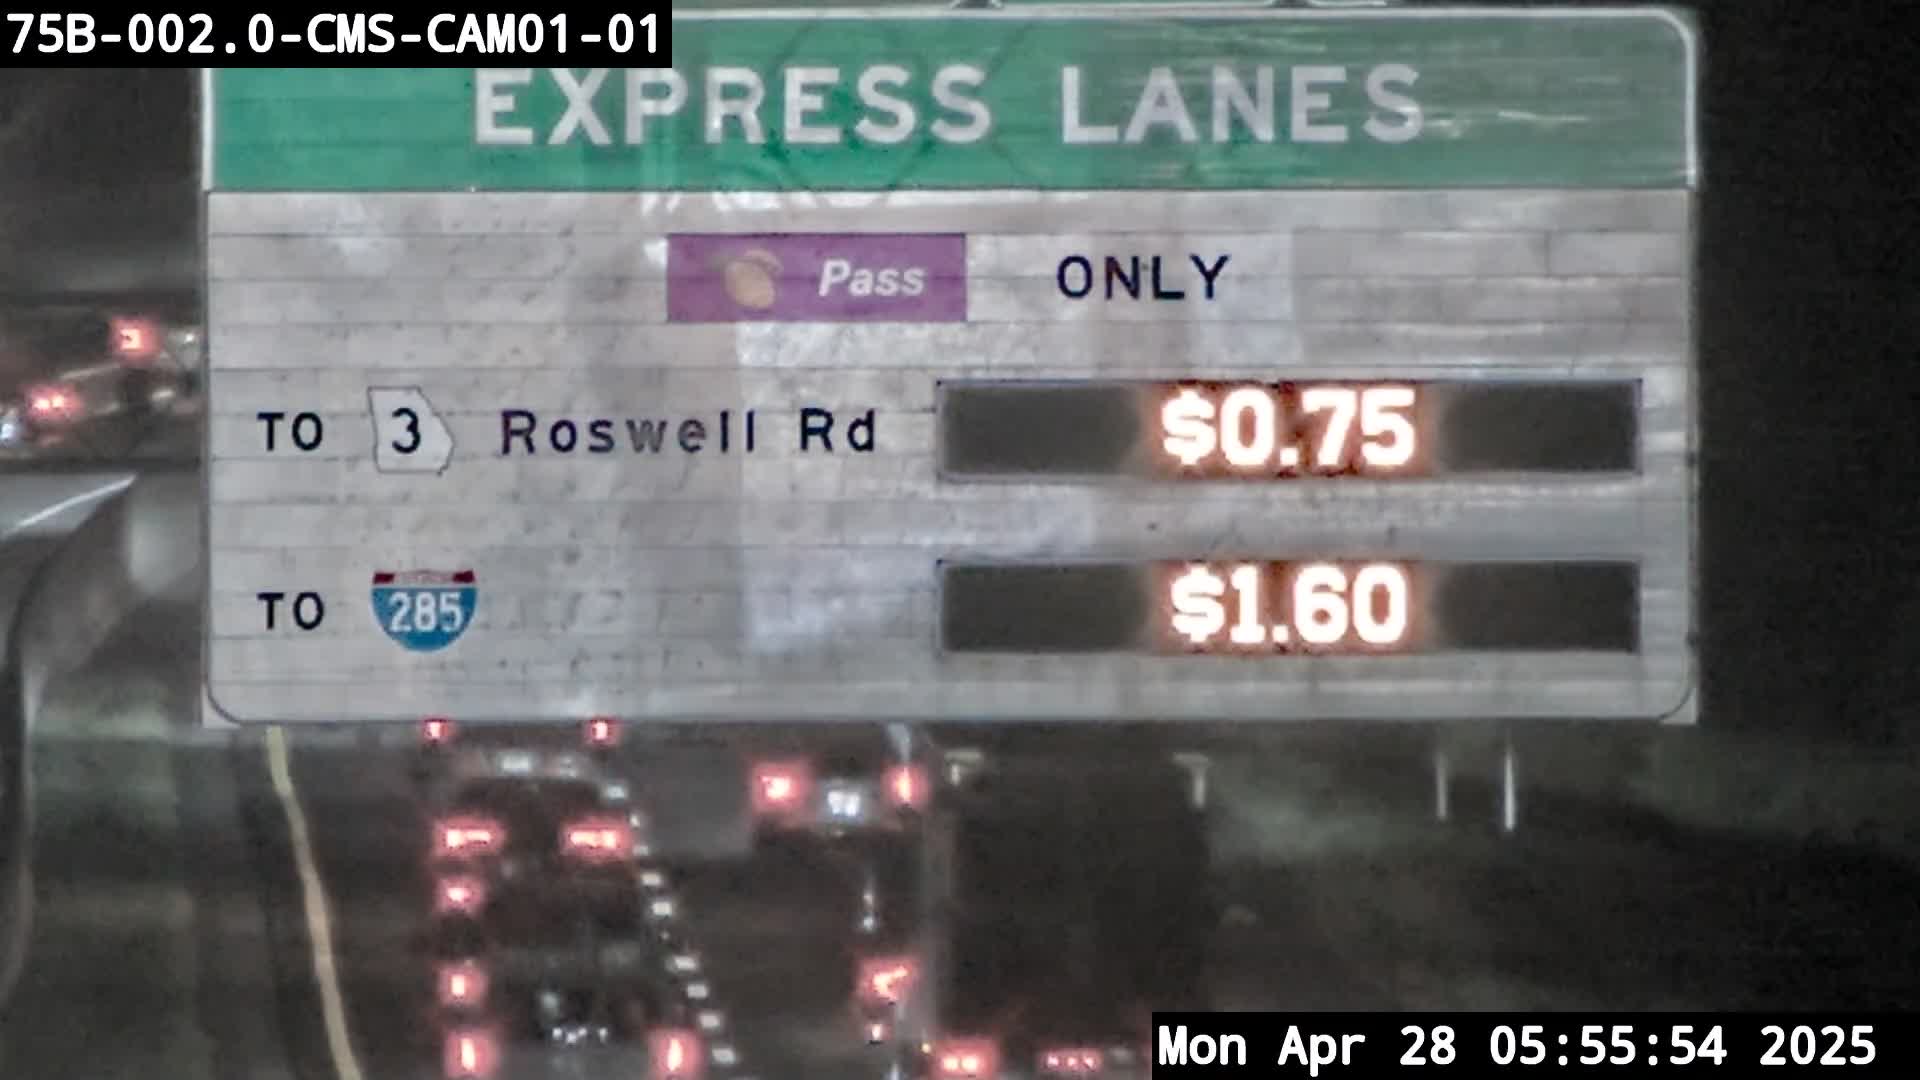 75B-002.0-CMS-CAM01-01
EXPRESS LANES
Pass ONLY
TO 3 Roswell Rd $0.75
TO 285 $1.60
Mon Apr 28 05:55:54 2025